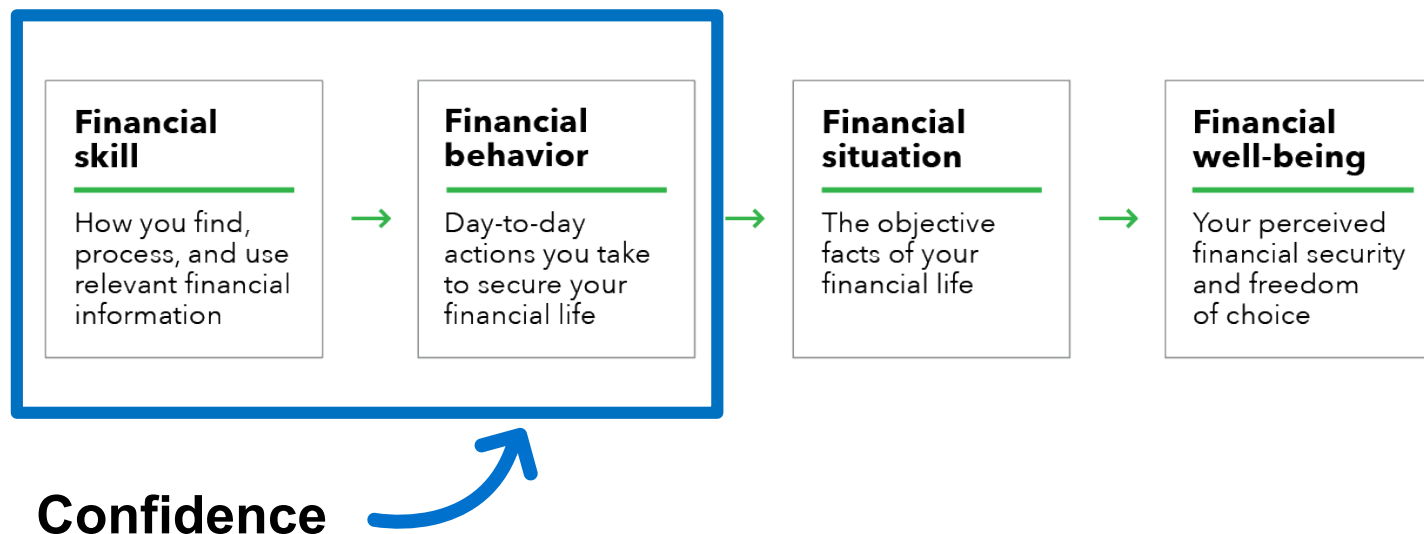 Financial
skill
How you find,
process, and use
relevant financial
information
Financial
behavior
Day-to-day
actions you take
to secure your
financial life
Financial
situation
The objective
facts of your
financial life
Financial
well-being
Your perceived
financial security
and freedom
of choice
Confidence